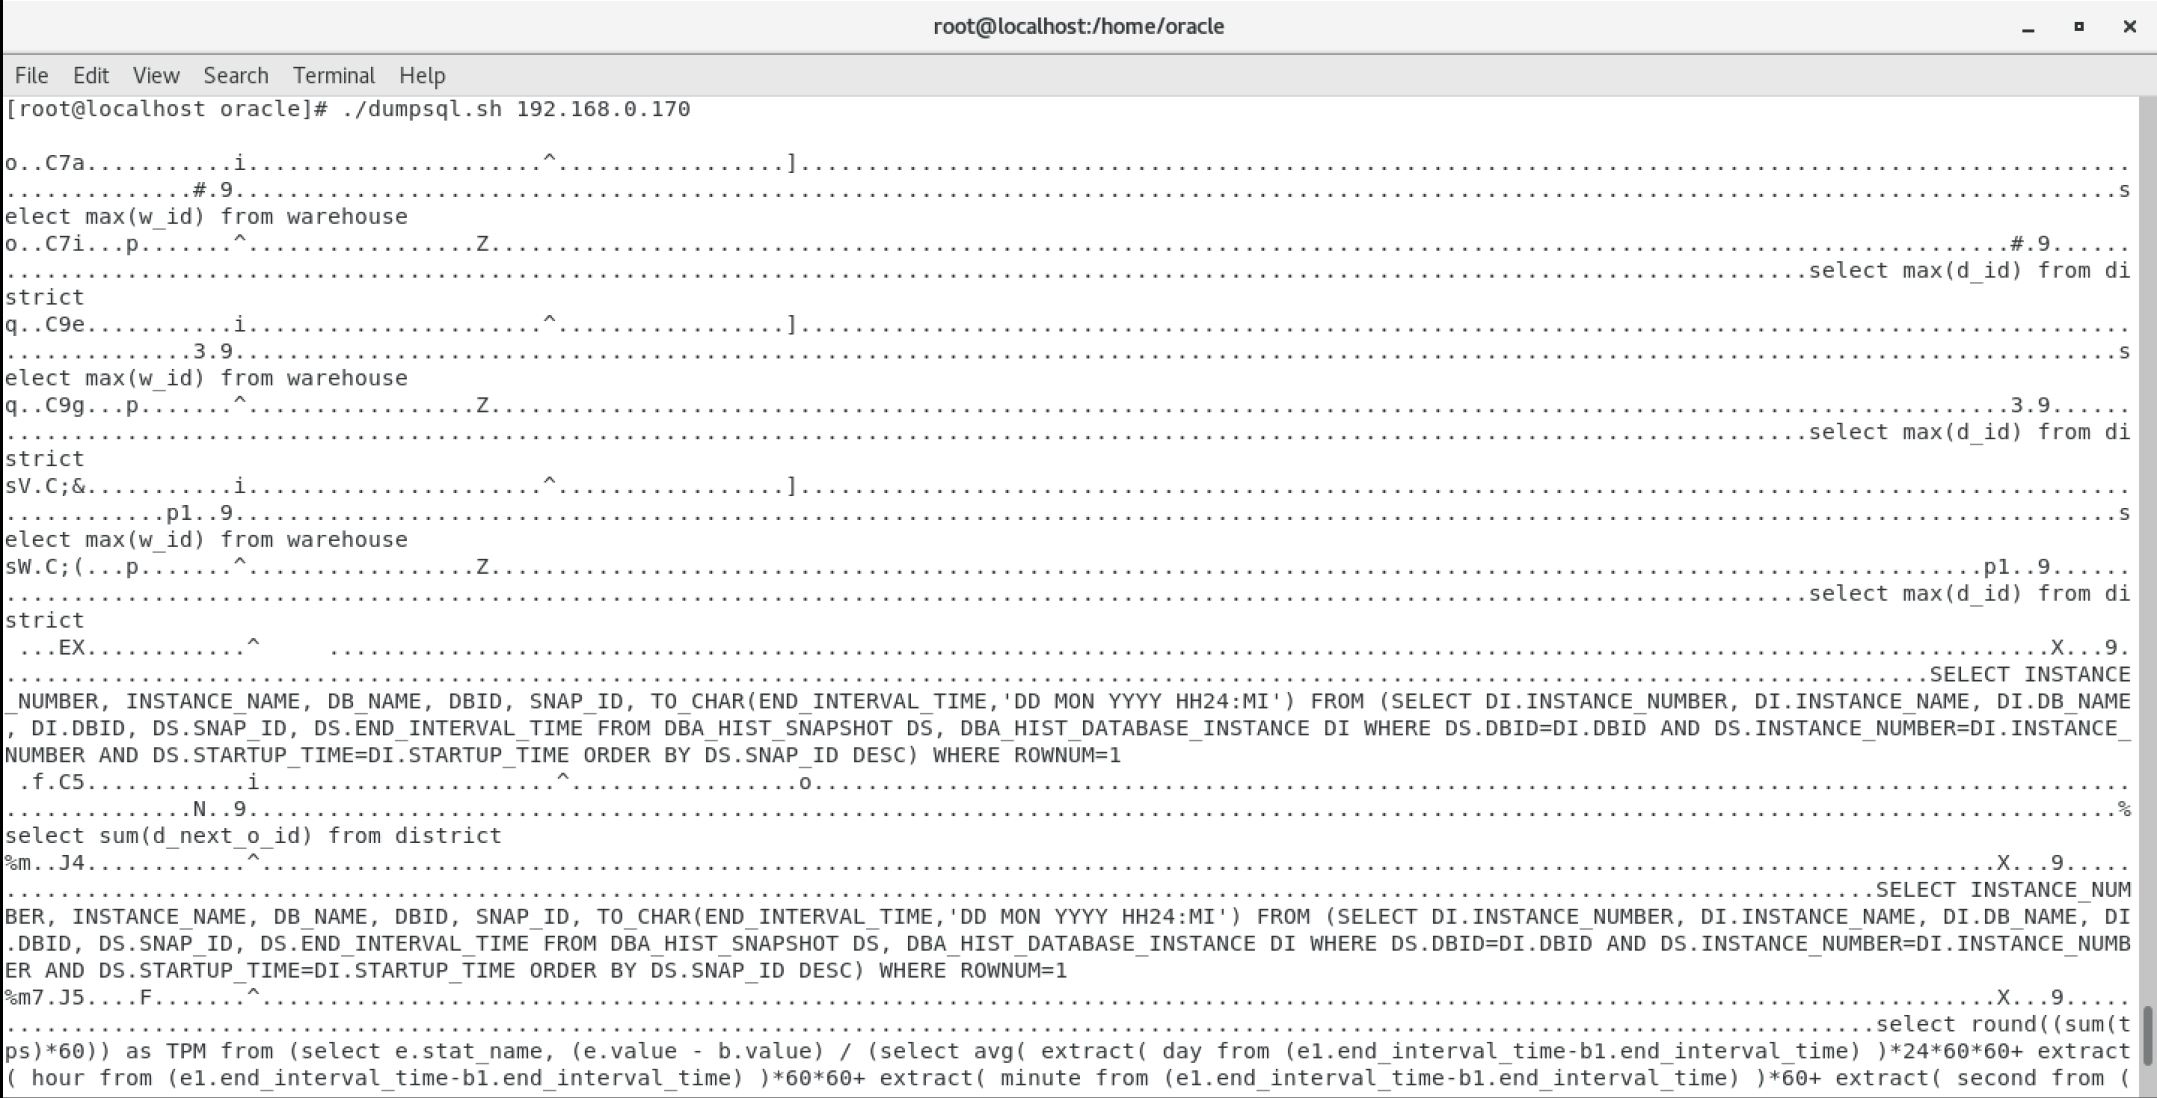 root@localhost:/home/oracle
File Edit View Search Terminal Help
[root@localhost oracle]# ./dumpsql.sh 192.168.0.170
o..C7a...........i......................^.................]
..............#.9..............s
elect max(w_id) from warehouse
o..C7i...p.......^.................Z..............#.9......
..............select max(d_id) from di
strict
q..C9e...........i......................^.................]
..............3.9..............s
elect max(w_id) from warehouse
q..C9g...p.......^.................Z..............3.9......
..............select max(d_id) from di
strict
sV.C;&...........i......................^.................]
............p1..9..............s
elect max(w_id) from warehouse
sW.C;(...p.......^.................Z..............p1..9......
..............select max(d_id) from di
strict
...EX............^ ..............X...9.
..............SELECT INSTANCE
_NUMBER, INSTANCE_NAME, DB_NAME, DBID, SNAP_ID, TO_CHAR(END_INTERVAL_TIME,'DD MON YYYY HH24:MI') FROM (SELECT DI.INSTANCE_NUMBER, DI.INSTANCE_NAME, DI.DB_NAME
, DI.DBID, DS.SNAP_ID, DS.END_INTERVAL_TIME FROM DBA_HIST_SNAPSHOT DS, DBA_HIST_DATABASE_INSTANCE DI WHERE DS.DBID=DI.DBID AND DS.INSTANCE_NUMBER=DI.INSTANCE_
NUMBER AND DS.STARTUP_TIME=DI.STARTUP_TIME ORDER BY DS.SNAP_ID DESC) WHERE ROWNUM=1
.f.C5............i......................^.................o..............
..............N..9..............%
select sum(d_next_o_id) from district
%m..J4............^..............X...9.....
..............SELECT INSTANCE_NUM
BER, INSTANCE_NAME, DB_NAME, DBID, SNAP_ID, TO_CHAR(END_INTERVAL_TIME,'DD MON YYYY HH24:MI') FROM (SELECT DI.INSTANCE_NUMBER, DI.INSTANCE_NAME, DI.DB_NAME, DI
.DBID, DS.SNAP_ID, DS.END_INTERVAL_TIME FROM DBA_HIST_SNAPSHOT DS, DBA_HIST_DATABASE_INSTANCE DI WHERE DS.DBID=DI.DBID AND DS.INSTANCE_NUMBER=DI.INSTANCE_NUMB
ER AND DS.STARTUP_TIME=DI.STARTUP_TIME ORDER BY DS.SNAP_ID DESC) WHERE ROWNUM=1
%m7.J5....F.......^..............X...9.....
..............select round((sum(t
ps)*60)) as TPM from (select e.stat_name, (e.value - b.value) / (select avg( extract( day from (e1.end_interval_time-b1.end_interval_time) )*24*60*60+ extract
( hour from (e1.end_interval_time-b1.end_interval_time) )*60*60+ extract( minute from (e1.end_interval_time-b1.end_interval_time) )*60+ extract( second from (